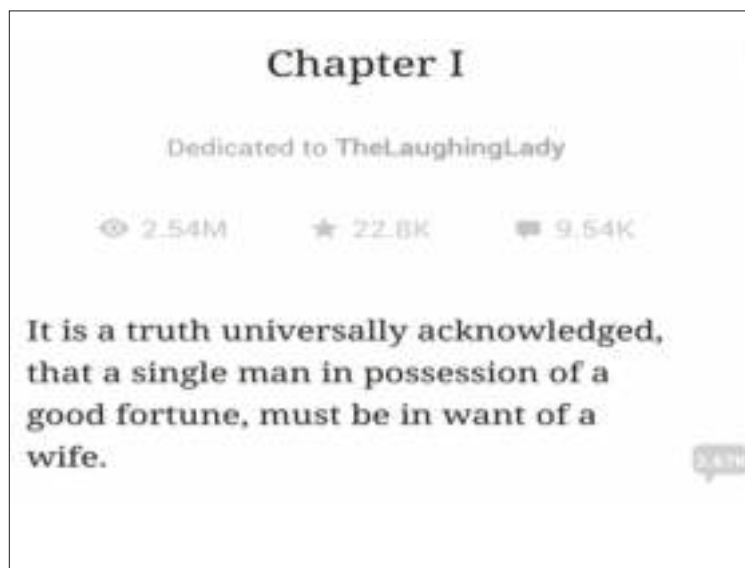 Chapter I
Dedicated to TheLaughingLady
2.54M 22.8K 9.54K
It is a truth universally acknowledged,
that a single man in possession of a
good fortune, must be in want of a
wife.